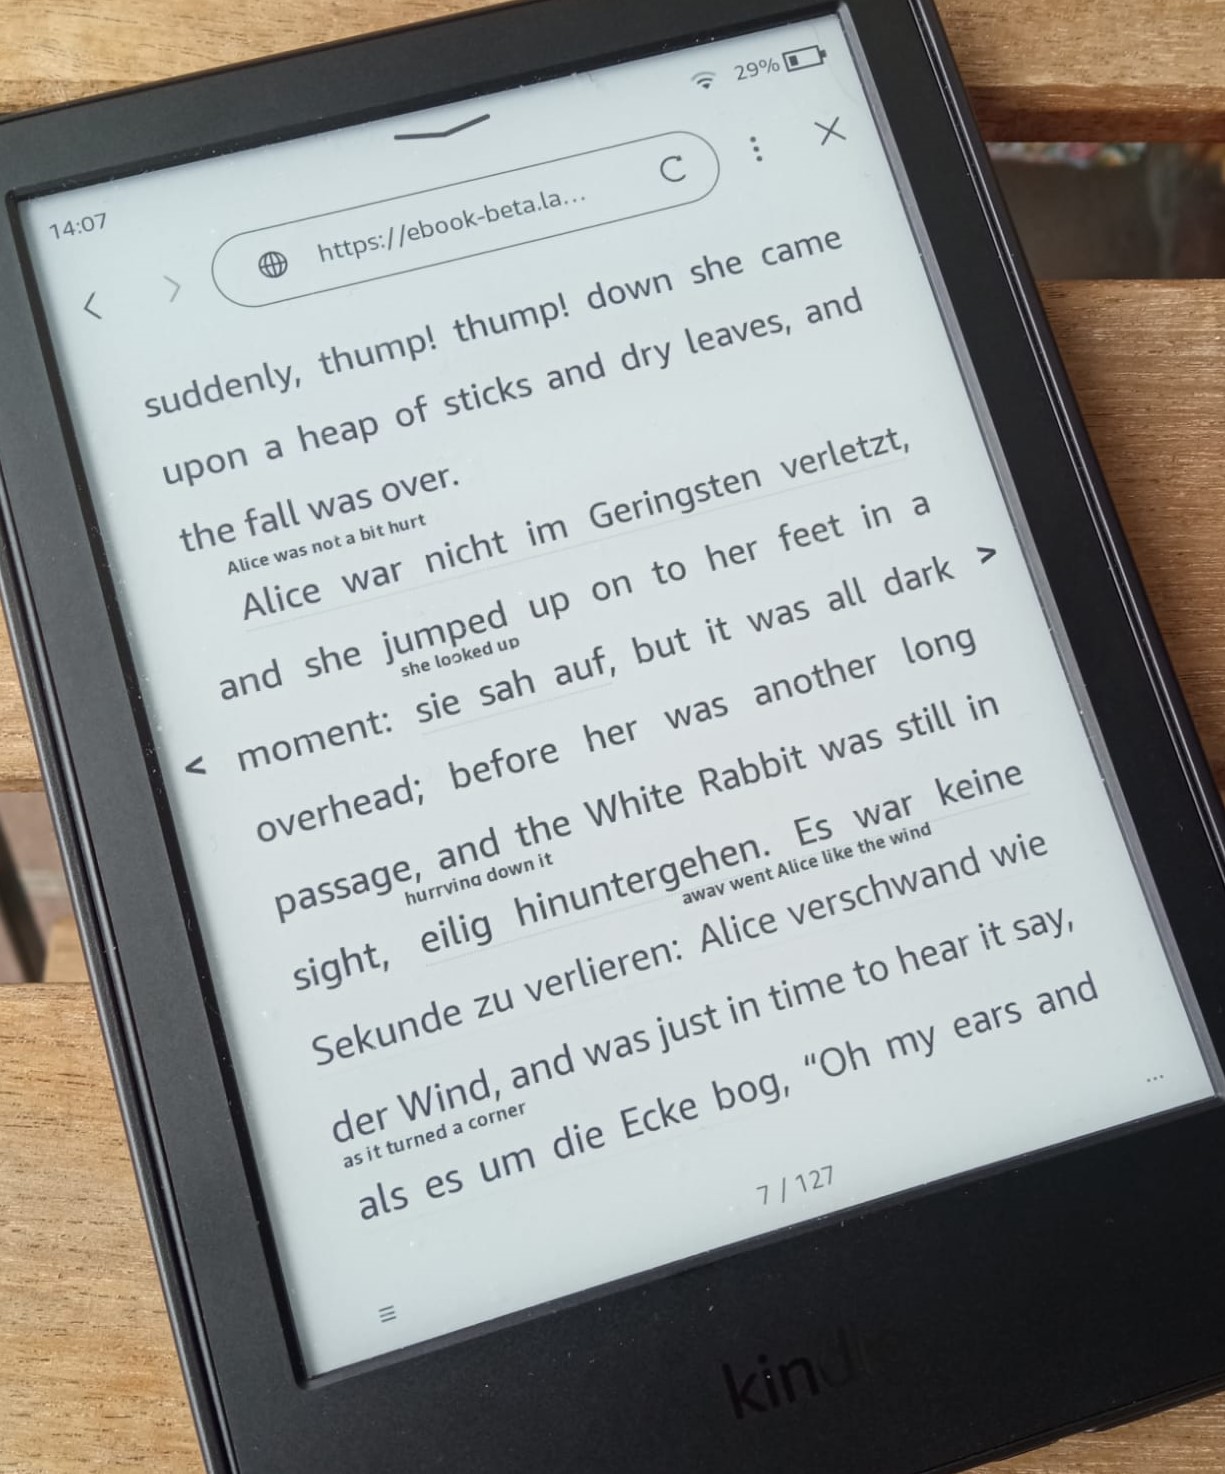 14:07
29%
https://ebook-beta.la...
suddenly, thump! thump! down she came
upon a heap of sticks and dry leaves, and
the fall was over.
Alice was not a bit hurt
Alice war nicht im Geringsten verletzt,
and she jumped up on to her feet in a
she looked up
moment: sie sah auf, but it was all dark
overhead; before her was another long
passage, and the White Rabbit was still in
hurrying down it
sight, eilig hinuntergehen. Es war keine
away went Alice like the wind
Sekunde zu verlieren: Alice verschwand wie
der Wind, and was just in time to hear it say,
as it turned a corner
als es um die Ecke bog, “Oh my ears and
7 / 127
kindle